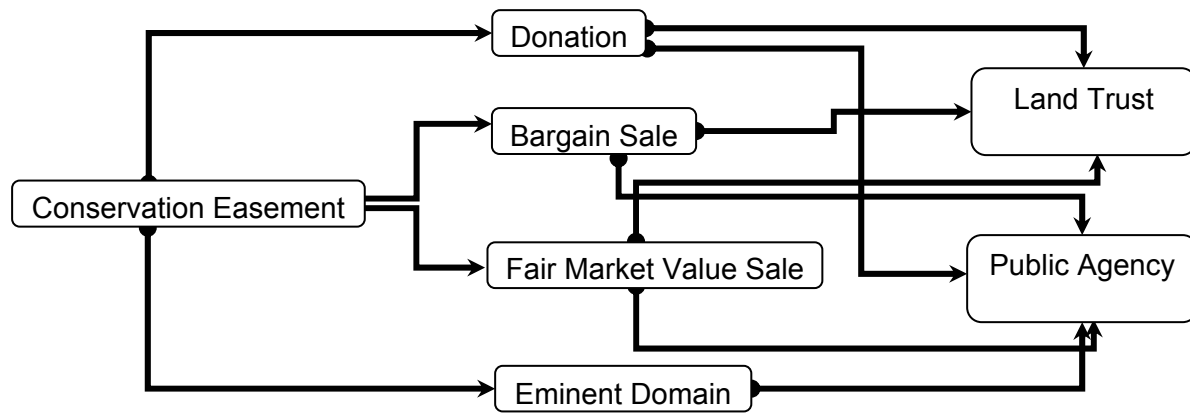 Donation
Land Trust
Bargain Sale
Conservation Easement
Fair Market Value Sale
Public Agency
Eminent Domain